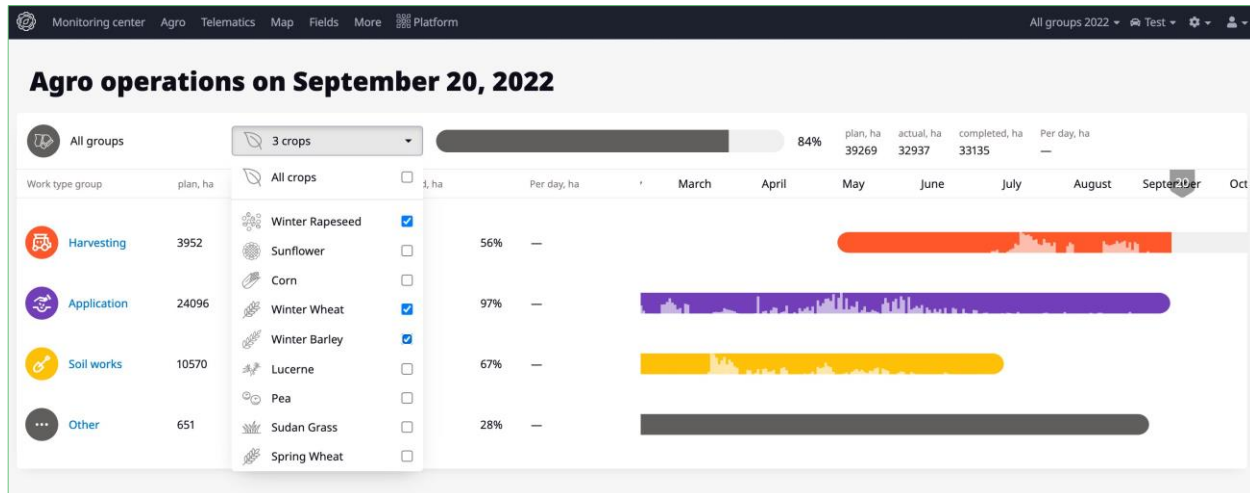 Monitoring center Agro Telematics Map Fields More Platform All groups 2022 Test
Agro operations on September 20, 2022
All groups 3 crops 84% plan, ha actual, ha completed, ha Per day, ha
39269 32937 33135 —
Work type group plan, ha d, ha Per day, ha March April May June July August September 20 Oct
All crops
Winter Rapeseed
Harvesting 3952 Sunflower 56% —
Corn
Application 24096 Winter Wheat 97% —
Winter Barley
Soil works 10570 Lucerne 67% —
Pea
Other 651 Sudan Grass 28% —
Spring Wheat